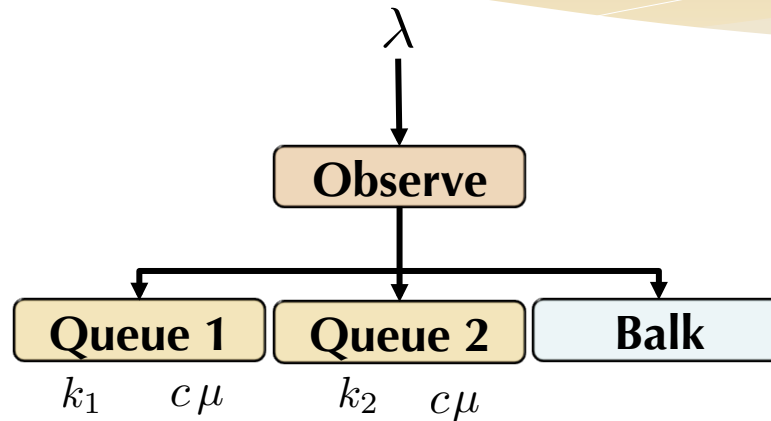 λ
Observe
Queue 1 Queue 2 Balk
k₁ cμ k₂ cμ